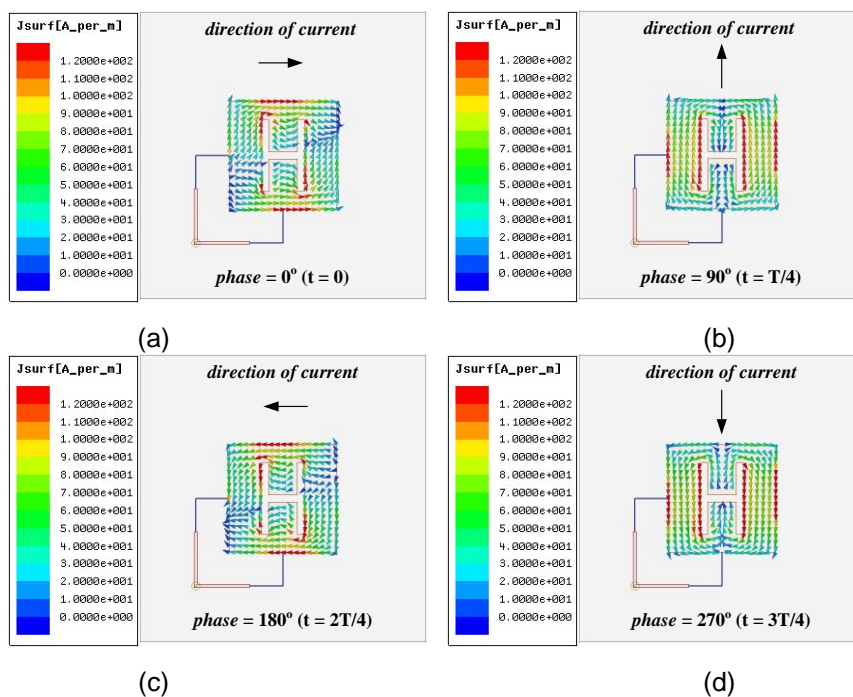 Jsurf[A_per_m]
1.2000e+002
1.1000e+002
1.0000e+002
9.0000e+001
8.0000e+001
7.0000e+001
6.0000e+001
5.0000e+001
4.0000e+001
3.0000e+001
2.0000e+001
1.0000e+001
0.0000e+000
direction of current
phase = 0° (t = 0)
(a)
Jsurf[A_per_m]
1.2000e+002
1.1000e+002
1.0000e+002
9.0000e+001
8.0000e+001
7.0000e+001
6.0000e+001
5.0000e+001
4.0000e+001
3.0000e+001
2.0000e+001
1.0000e+001
0.0000e+000
direction of current
phase = 90° (t = T/4)
(b)
Jsurf[A_per_m]
1.2000e+002
1.1000e+002
1.0000e+002
9.0000e+001
8.0000e+001
7.0000e+001
6.0000e+001
5.0000e+001
4.0000e+001
3.0000e+001
2.0000e+001
1.0000e+001
0.0000e+000
direction of current
phase = 180° (t = 2T/4)
(c)
Jsurf[A_per_m]
1.2000e+002
1.1000e+002
1.0000e+002
9.0000e+001
8.0000e+001
7.0000e+001
6.0000e+001
5.0000e+001
4.0000e+001
3.0000e+001
2.0000e+001
1.0000e+001
0.0000e+000
direction of current
phase = 270° (t = 3T/4)
(d)